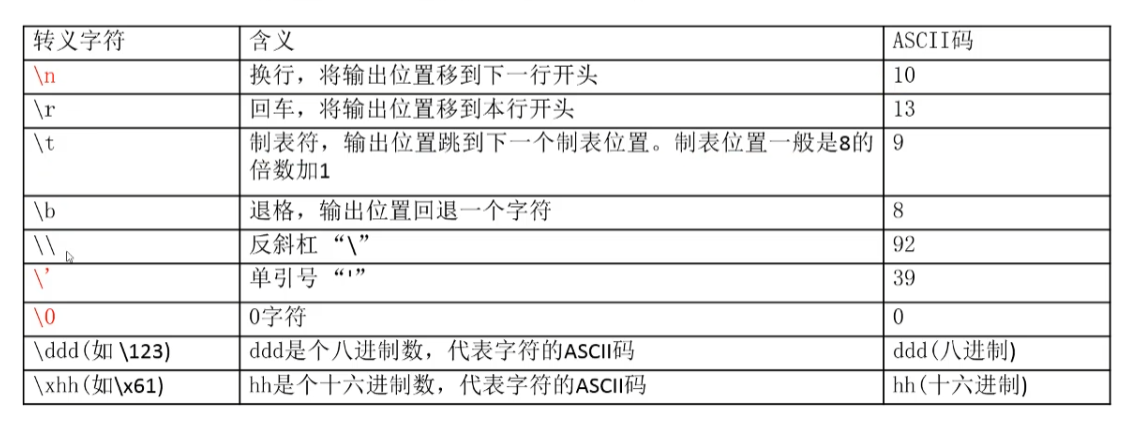 转义字符 含义 ASCII码
\n 换行，将输出位置移到下一行开头 10
\r 回车，将输出位置移到本行开头 13
\t 制表符，输出位置跳到下一个制表位置。制表位置一般是8的 9
倍数加1
\b 退格，输出位置回退一个字符 8
\\ 反斜杠 “\” 92
\' 单引号 “'” 39
\0 0字符 0
\ddd(如 \123) ddd是个八进制数，代表字符的ASCII码 ddd(八进制)
\xhh(如\x61) hh是个十六进制数，代表字符的ASCII码 hh(十六进制)